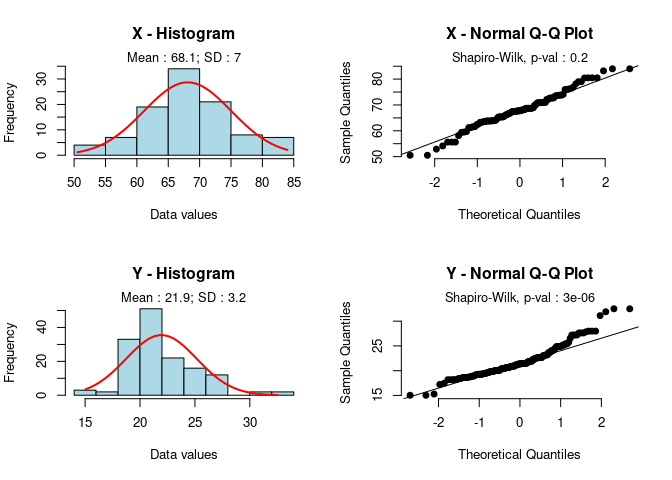 X - Histogram
Mean : 68.1; SD : 7
Frequency
0 10 20 30
50 55 60 65 70 75 80 85
Data values
X - Normal Q-Q Plot
Shapiro-Wilk, p-val : 0.2
Sample Quantiles
50 60 70 80
-2 -1 0 1 2
Theoretical Quantiles
Y - Histogram
Mean : 21.9; SD : 3.2
Frequency
0 20 40
15 20 25 30
Data values
Y - Normal Q-Q Plot
Shapiro-Wilk, p-val : 3e-06
Sample Quantiles
15 25
-2 -1 0 1 2
Theoretical Quantiles